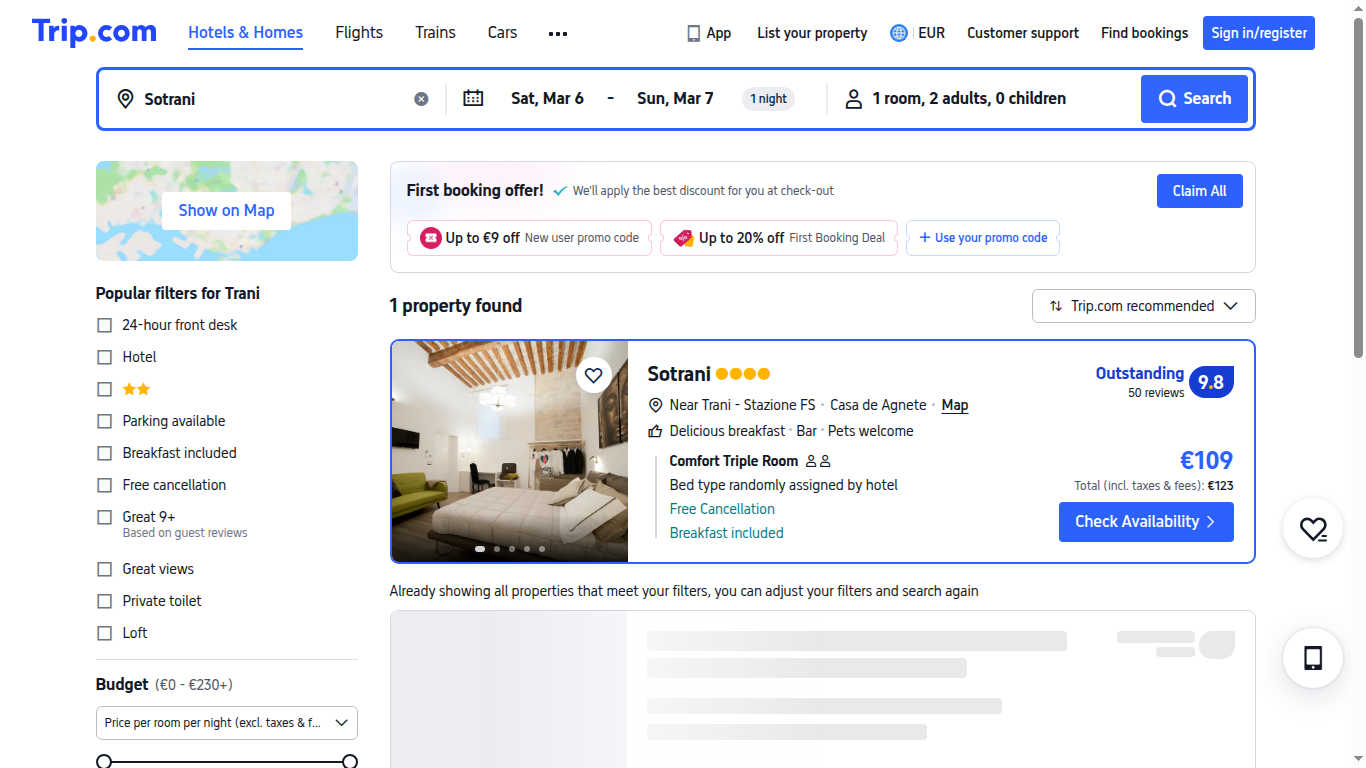 Trip.com
Hotels & Homes
Flights
Trains
Cars
App
List your property
EUR
Customer support
Find bookings
Sign in/register
Sotrani
Sat, Mar 6 - Sun, Mar 7
1 night
1 room, 2 adults, 0 children
Search
Show on Map
First booking offer!
We'll apply the best discount for you at check-out
Claim All
Up to €9 off New user promo code
Up to 20% off First Booking Deal
+ Use your promo code
Popular filters for Trani
24-hour front desk
Hotel
Parking available
Breakfast included
Free cancellation
Great 9+
Based on guest reviews
Great views
Private toilet
Loft
Budget (€0 - €230+)
Price per room per night (excl. taxes & f...
1 property found
Trip.com recommended
Sotrani
Outstanding
50 reviews
9.8
Near Trani - Stazione FS · Casa de Agnete · Map
Delicious breakfast · Bar · Pets welcome
Comfort Triple Room
Bed type randomly assigned by hotel
Free Cancellation
Breakfast included
€109
Total (incl. taxes & fees): €123
Check Availability
Already showing all properties that meet your filters, you can adjust your filters and search again